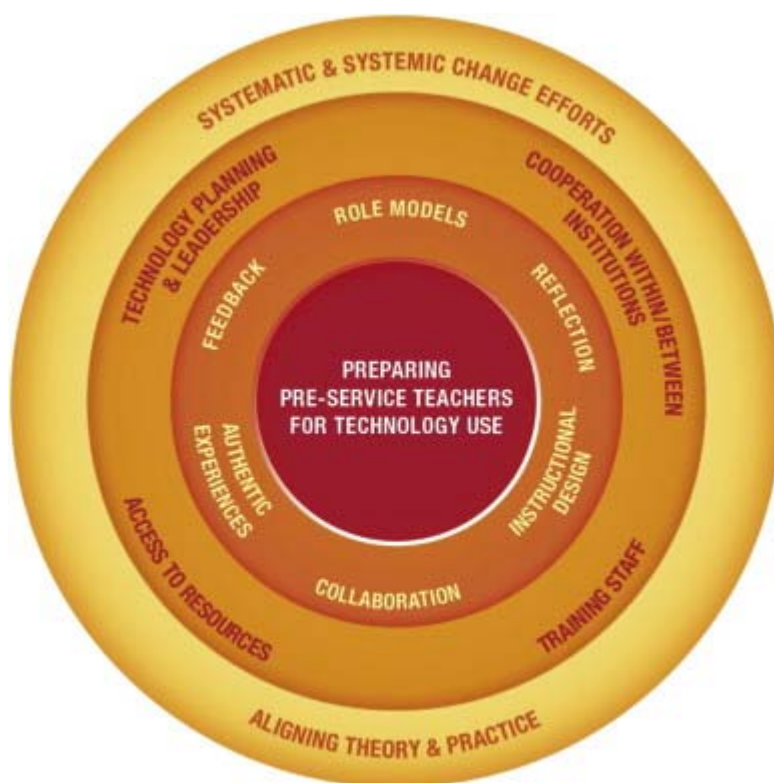 SYSTEMATIC & SYSTEMIC CHANGE EFFORTS
TECHNOLOGY PLANNING
& LEADERSHIP
COOPERATION WITHIN/BETWEEN
INSTITUTIONS
ROLE MODELS
FEEDBACK
REFLECTION
PREPARING
PRE-SERVICE TEACHERS
FOR TECHNOLOGY USE
AUTHENTIC
EXPERIENCES
INSTRUCTIONAL
DESIGN
COLLABORATION
ACCESS TO RESOURCES
TRAINING STAFF
ALIGNING THEORY & PRACTICE